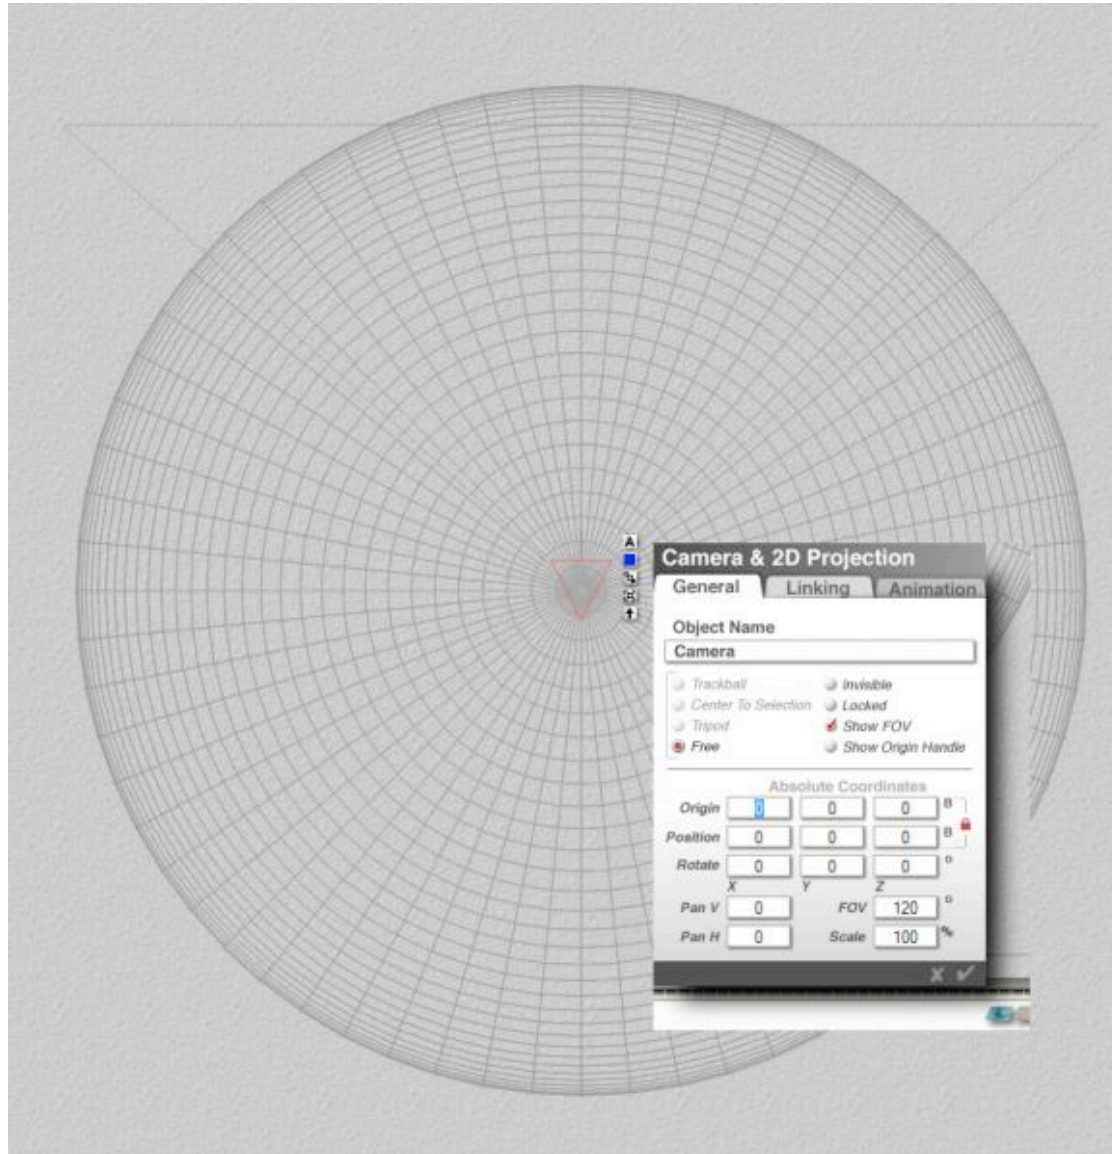 A
Camera & 2D Projection
General Linking Animation
Object Name
Camera
Trackball Invisible
Center To Selection Locked
Tripod Show FOV
Free Show Origin Handle
Absolute Coordinates
Origin 0 0 0 B
Position 0 0 0 B
Rotate 0 0 0 o
X Y Z
Pan V 0 FOV 120 o
Pan H 0 Scale 100 %